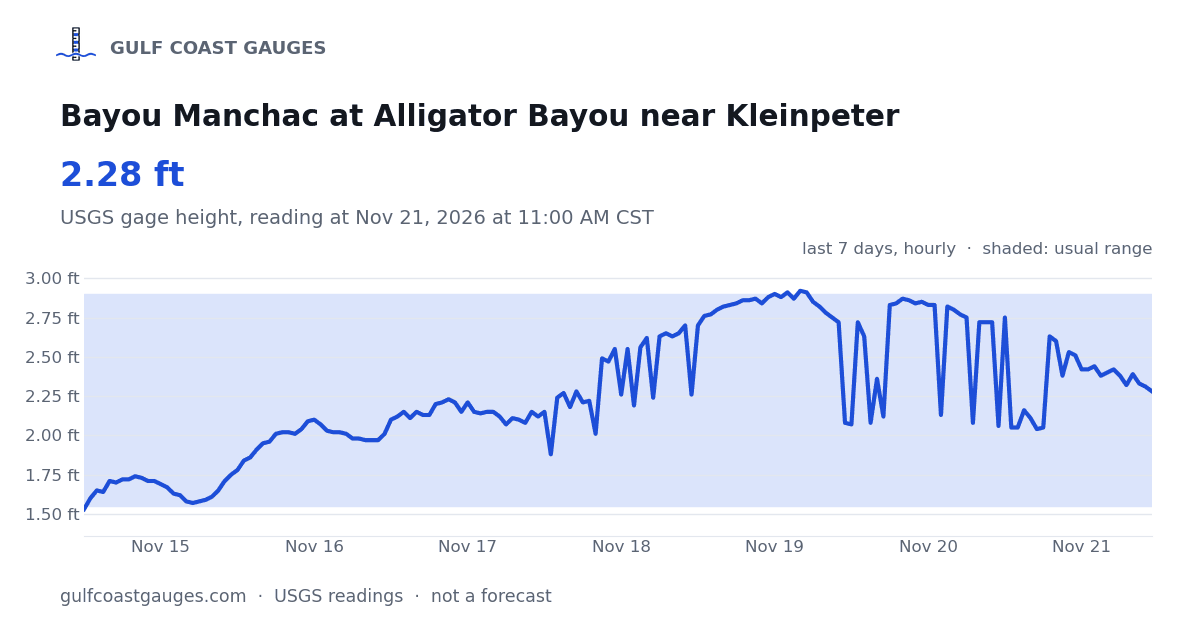 GULF COAST GAUGES
Bayou Manchac at Alligator Bayou near Kleinpeter
2.28 ft
USGS gage height, reading at Nov 21, 2026 at 11:00 AM CST
last 7 days, hourly · shaded: usual range
3.00 ft
2.75 ft
2.50 ft
2.25 ft
2.00 ft
1.75 ft
1.50 ft
Nov 15 Nov 16 Nov 17 Nov 18 Nov 19 Nov 20 Nov 21
gulfcoastgauges.com · USGS readings · not a forecast